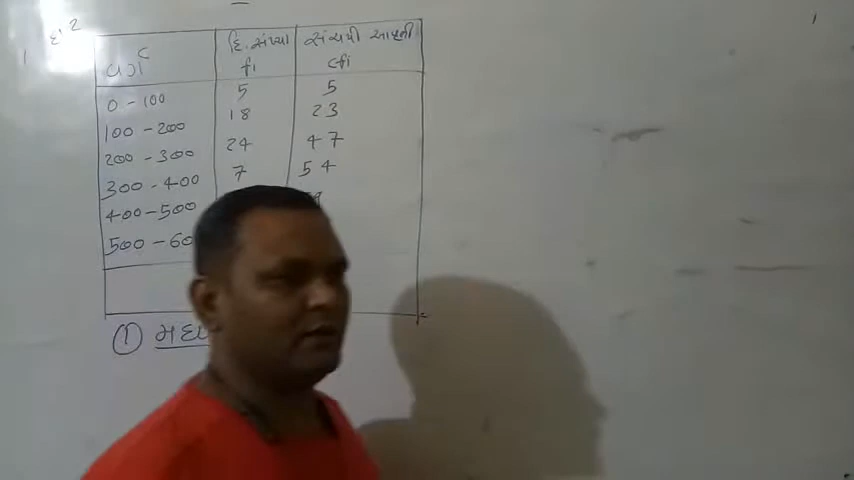 દા 2
વર્ગ દિ. સંખ્યા સંચયી આવૃત્તિ
fi cfi
0 - 100 5 5
100 - 200 18 23
200 - 300 24 47
300 - 400 7 54
400 - 500
500 - 60
① મધ્ય